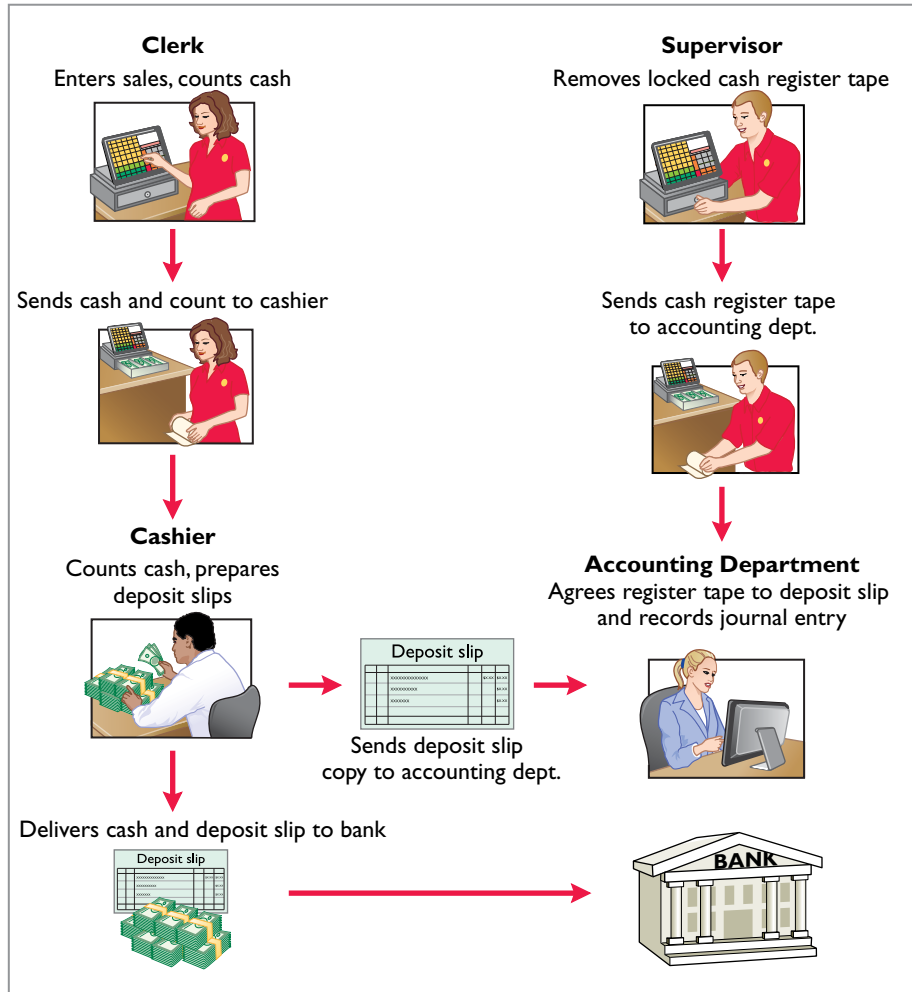 Clerk
Enters sales, counts cash
Supervisor
Removes locked cash register tape
Sends cash and count to cashier
Sends cash register tape
to accounting dept.
Cashier
Counts cash, prepares
deposit slips
Accounting Department
Agrees register tape to deposit slip
and records journal entry
Deposit slip
Sends deposit slip
copy to accounting dept.
Delivers cash and deposit slip to bank
Deposit slip
BANK